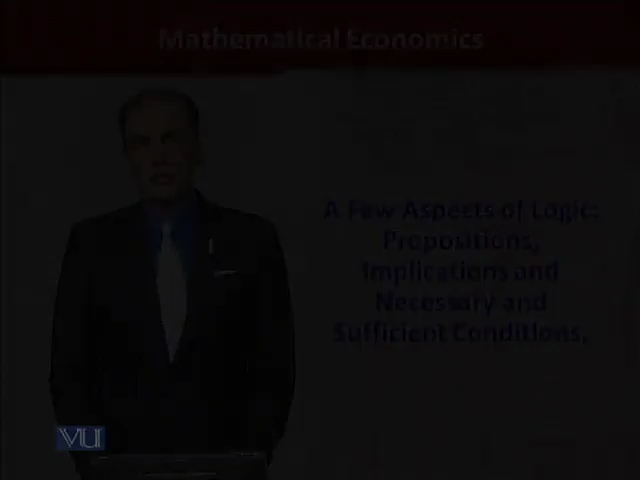 Mathematical Economics
A Few Aspects of Logic:
Propositions,
Implications and
Necessary and
Sufficient Conditions.
VU